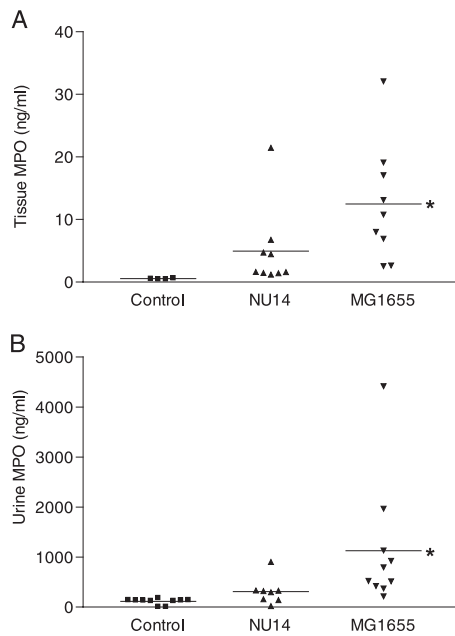 A
Tissue MPO (ng/ml)
40
30
20
10
0
*
Control NU14 MG1655
B
Urine MPO (ng/ml)
5000
4000
3000
2000
1000
0
*
Control NU14 MG1655